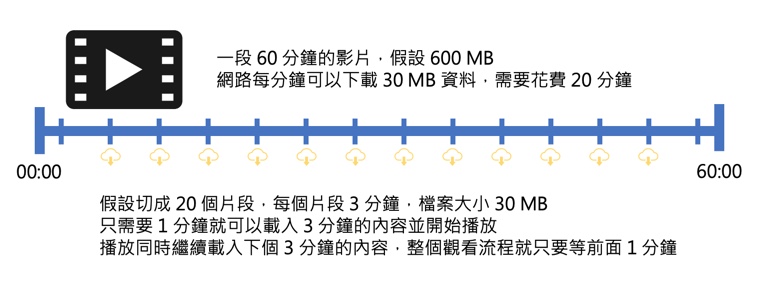 一段 60 分鐘的影片，假設 600 MB
網路每分鐘可以下載 30 MB 資料，需要花費 20 分鐘
00:00
60:00
假設切成 20 個片段，每個片段 3 分鐘，檔案大小 30 MB
只需要 1 分鐘就可以載入 3 分鐘的內容並開始播放
播放同時繼續載入下個 3 分鐘的內容，整個觀看流程就只要等前面 1 分鐘